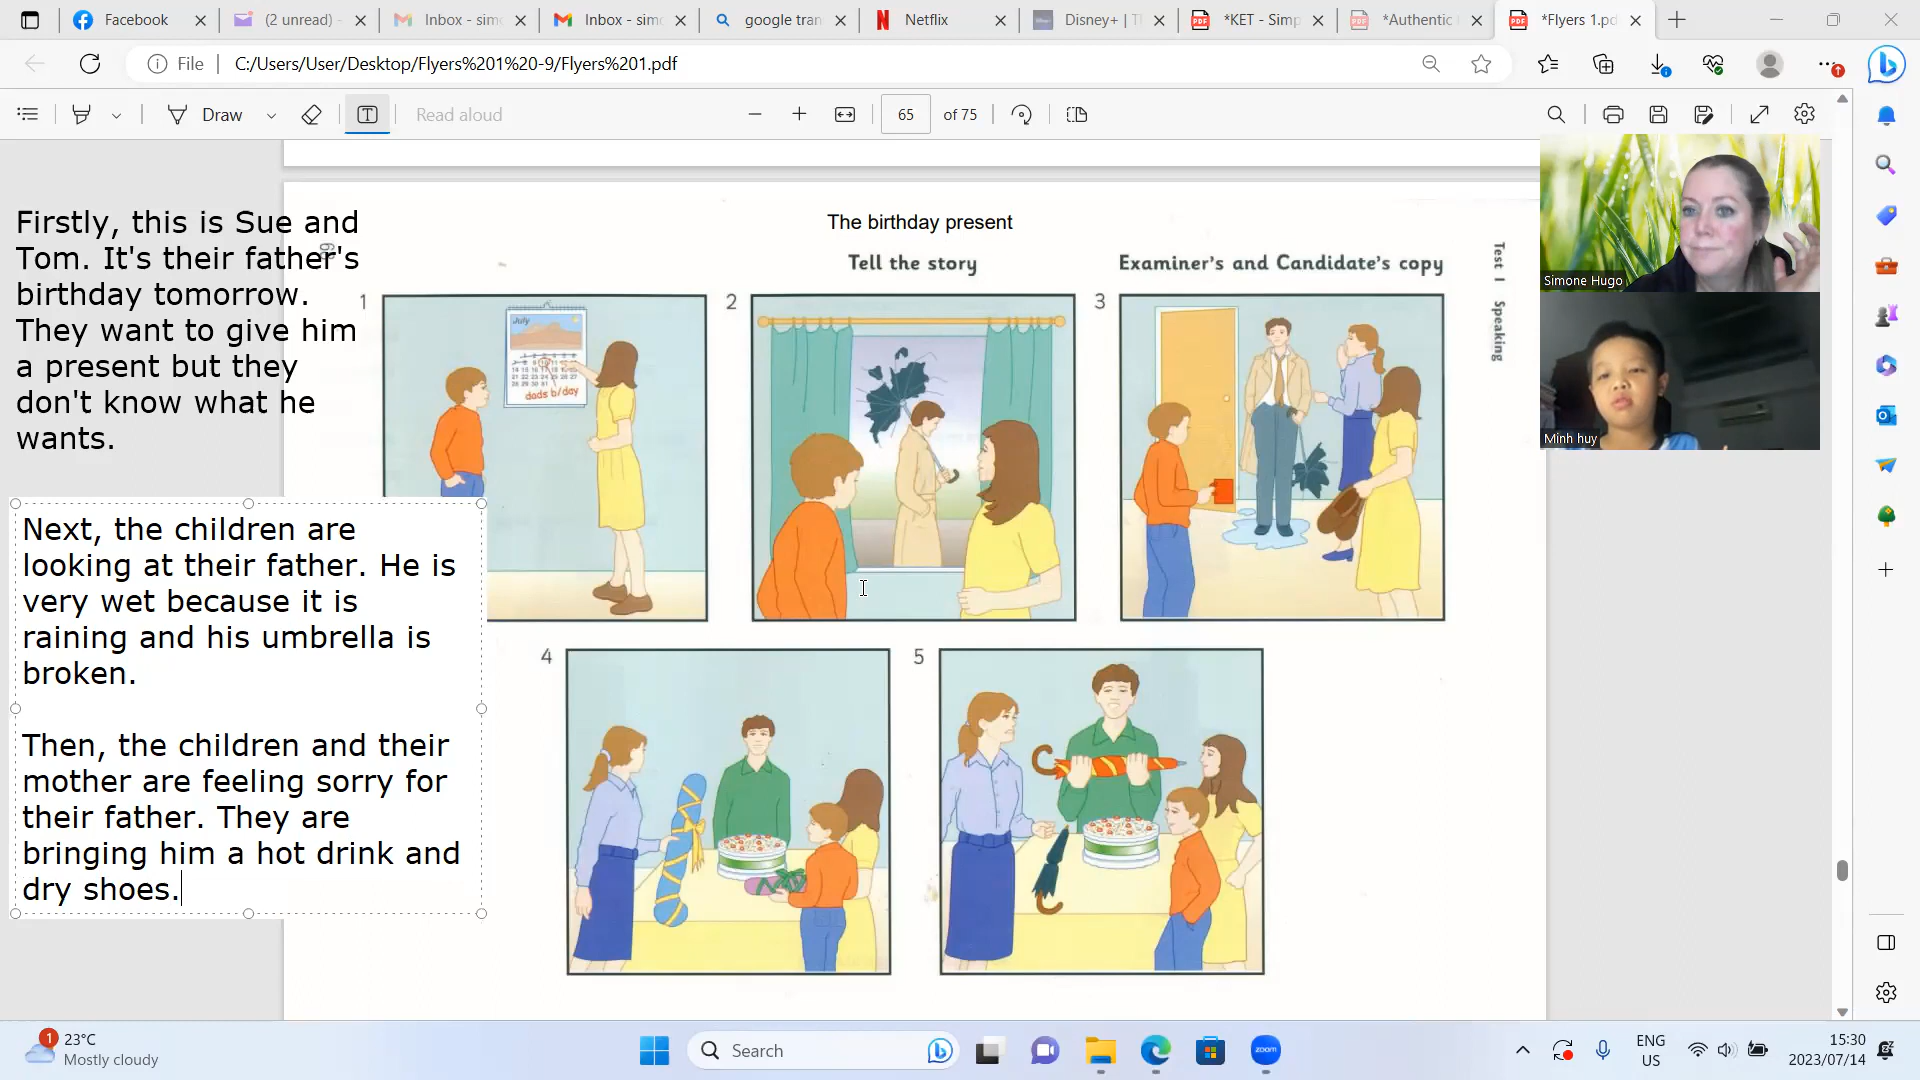 Facebook
(2 unread) -
Inbox - simo
Inbox - simo
google tran
Netflix
Disney+ | Th
*KET - Simp
*Authentic
*Flyers 1.pd
File
C:/Users/User/Desktop/Flyers%201%20-9/Flyers%201.pdf
Draw
Read aloud
65
of 75
The birthday present
Tell the story
Examiner's and Candidate's copy
Test 1 Speaking
69
Firstly, this is Sue and
Tom. It's their father's
birthday tomorrow.
They want to give him
a present but they
don't know what he
wants.
Next, the children are
looking at their father. He is
very wet because it is
raining and his umbrella is
broken.
Then, the children and their
mother are feeling sorry for
their father. They are
bringing him a hot drink and
dry shoes.
1
July
dads b/day
2
3
4
5
Simone Hugo
Minh huy
1
23°C
Mostly cloudy
Search
zoom
ENG
US
15:30
2023/07/14